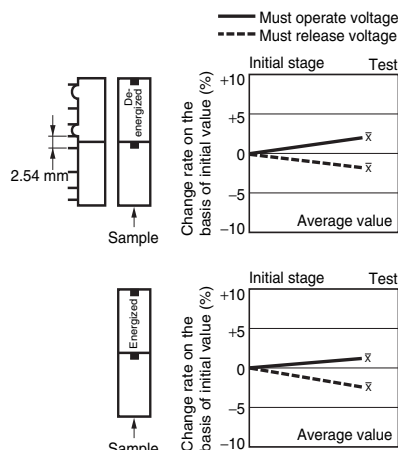 Must operate voltage
Must release voltage
Initial stage Test
De-
energized
2.54 mm
Sample
Change rate on the
basis of initial value (%)
+10
+5
0
−5
−10
x̄
x̄
Average value
Initial stage Test
Energized
Sample
Change rate on the
basis of initial value (%)
+10
+5
0
−5
−10
x̄
x̄
Average value